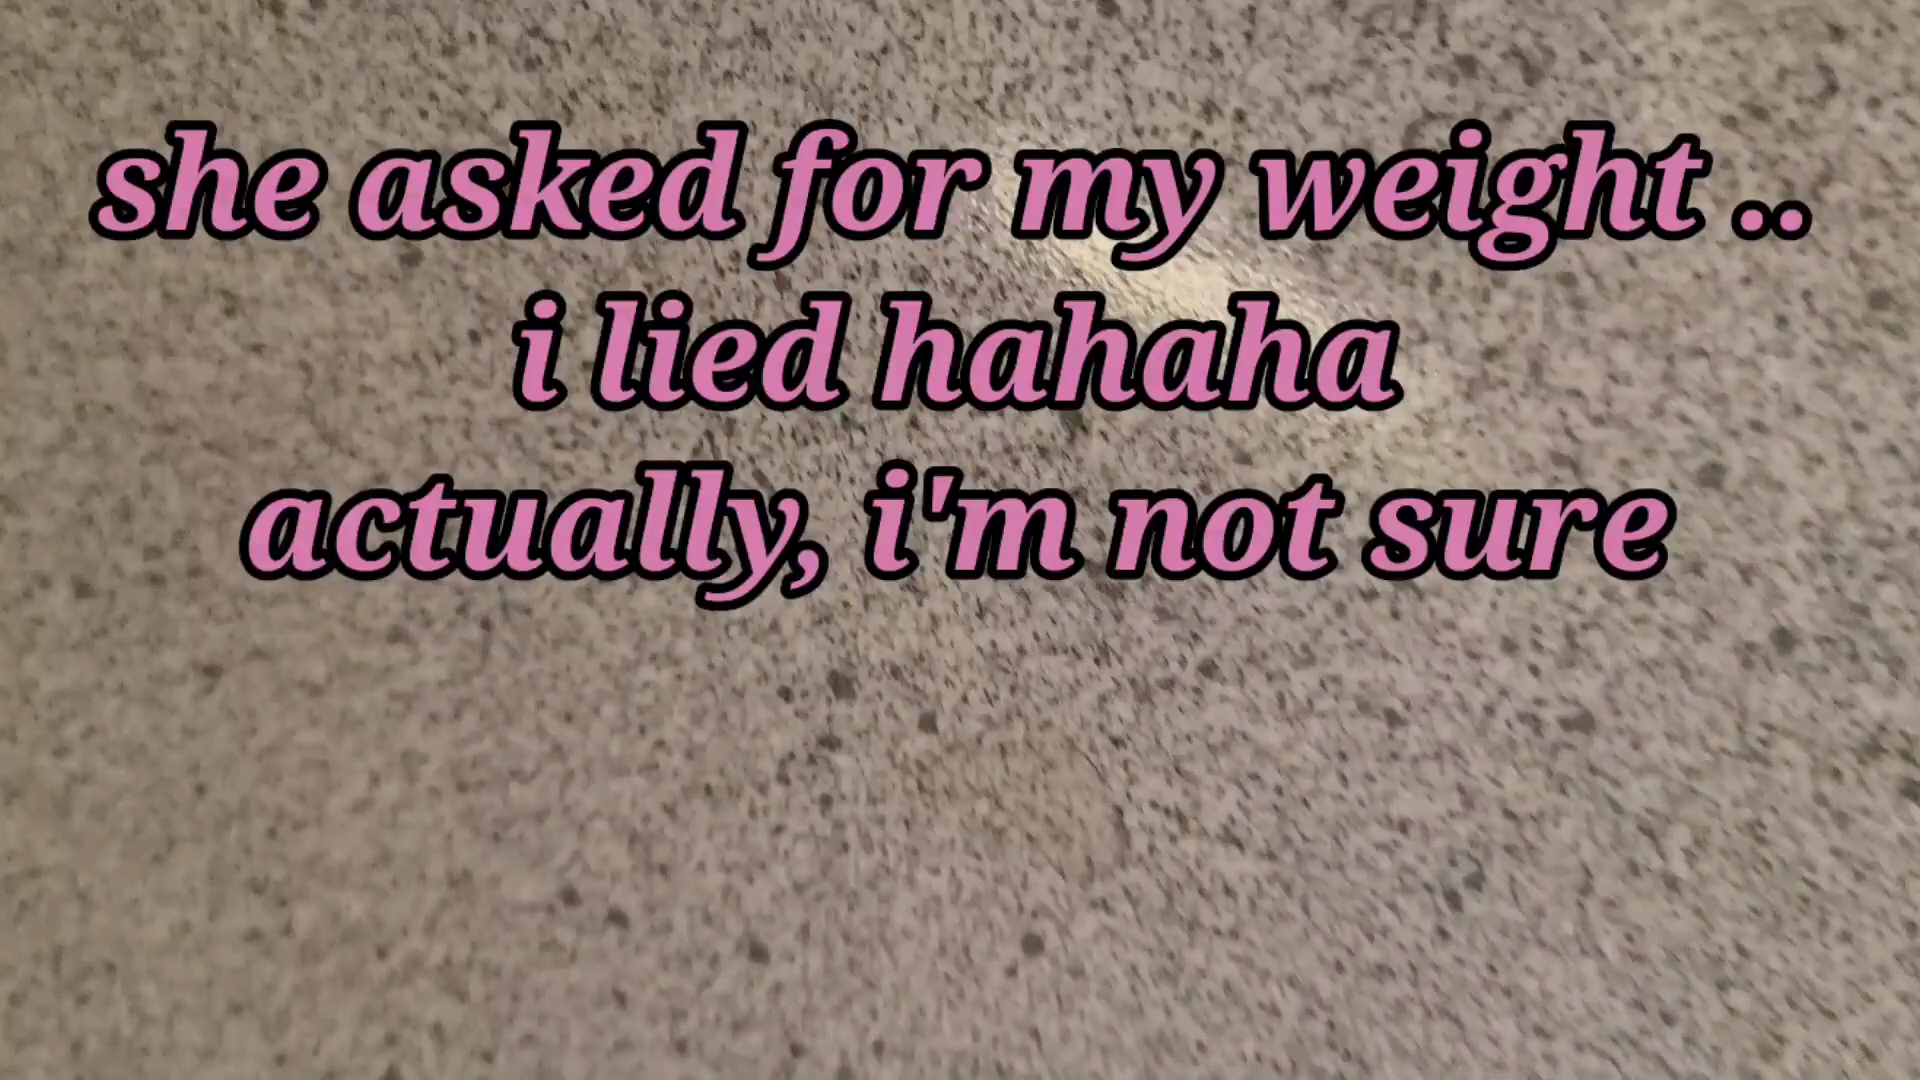 she asked for my weight ..
i lied hahaha
actually, i'm not sure